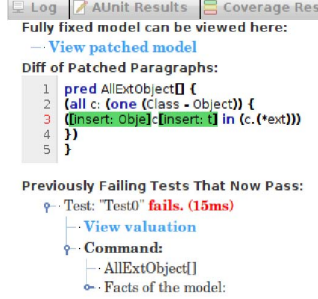 Log AUnit Results Coverage Res
Fully fixed model can be viewed here:
View patched model
Diff of Patched Paragraphs:
1 pred AllExtObject[] {
2 (all c: (one (Class - Object)) {
3 ([insert: Obje]c[insert: t] in (c.(*ext)))
4 })
5 }
Previously Failing Tests That Now Pass:
Test: "Test0" fails. (15ms)
View valuation
Command:
AllExtObject[]
Facts of the model: